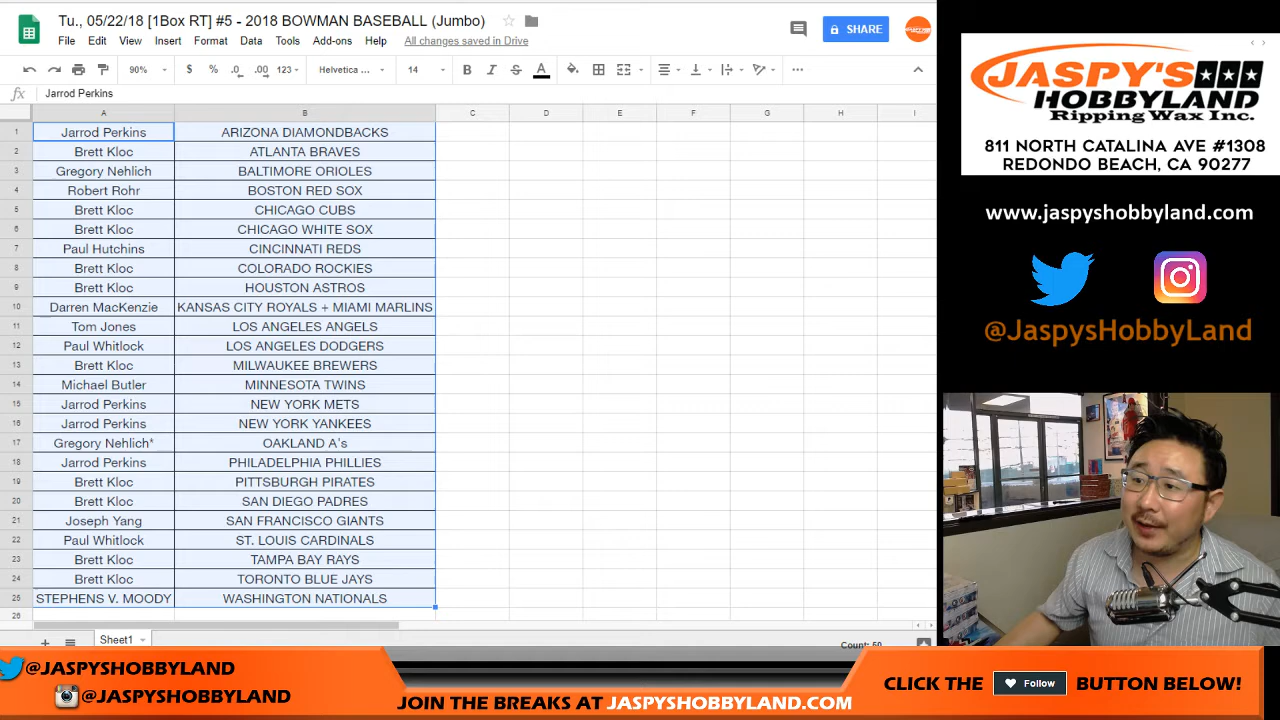 Tu., 05/22/18 [1Box RT] #5 - 2018 BOWMAN BASEBALL (Jumbo)
File Edit View Insert Format Data Tools Add-ons Help All changes saved in Drive
SHARE
90% $ % .0 .00 123 Helvetica ... 14 B I S A
fx Jarrod Perkins
A B C D E F G H I
1 Jarrod Perkins ARIZONA DIAMONDBACKS
2 Brett Kloc ATLANTA BRAVES
3 Gregory Nehlich BALTIMORE ORIOLES
4 Robert Rohr BOSTON RED SOX
5 Brett Kloc CHICAGO CUBS
6 Brett Kloc CHICAGO WHITE SOX
7 Paul Hutchins CINCINNATI REDS
8 Brett Kloc COLORADO ROCKIES
9 Brett Kloc HOUSTON ASTROS
10 Darren MacKenzie KANSAS CITY ROYALS + MIAMI MARLINS
11 Tom Jones LOS ANGELES ANGELS
12 Paul Whitlock LOS ANGELES DODGERS
13 Brett Kloc MILWAUKEE BREWERS
14 Michael Butler MINNESOTA TWINS
15 Jarrod Perkins NEW YORK METS
16 Jarrod Perkins NEW YORK YANKEES
17 Gregory Nehlich* OAKLAND A's
18 Jarrod Perkins PHILADELPHIA PHILLIES
19 Brett Kloc PITTSBURGH PIRATES
20 Brett Kloc SAN DIEGO PADRES
21 Joseph Yang SAN FRANCISCO GIANTS
22 Paul Whitlock ST. LOUIS CARDINALS
23 Brett Kloc TAMPA BAY RAYS
24 Brett Kloc TORONTO BLUE JAYS
25 STEPHENS V. MOODY WASHINGTON NATIONALS
26
Sheet1
Count: 50
JASPY'S
HOBBYLAND
Ripping Wax Inc.
811 NORTH CATALINA AVE #1308
REDONDO BEACH, CA 90277
www.jaspyshobbyland.com
@JaspysHobbyLand
@JASPYSHOBBYLAND
@JASPYSHOBBYLAND
JOIN THE BREAKS AT JASPYSHOBBYLAND.COM
CLICK THE Follow BUTTON BELOW!